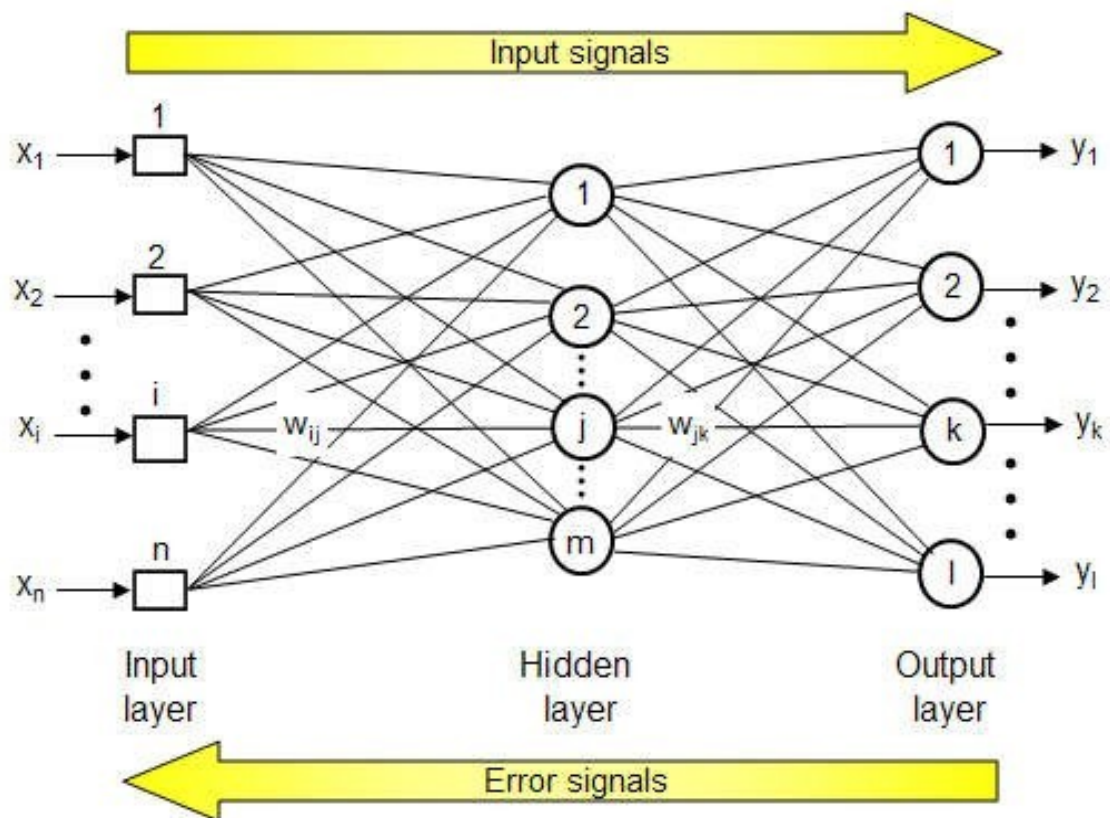 Input signals
1
x₁
1
y₁
1
2
x₂
2
2
y₂
i
xᵢ
wᵢⱼ
j
wⱼₖ
k
yₖ
n
xₙ
m
l
yₗ
Input layer
Hidden layer
Output layer
Error signals